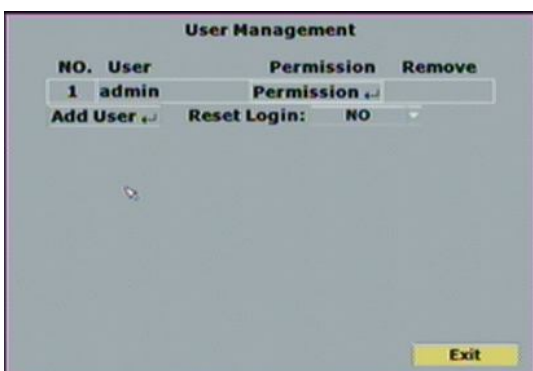 User Management
NO. User Permission Remove
1 admin Permission ↵
Add User ↵ Reset Login: NO
Exit